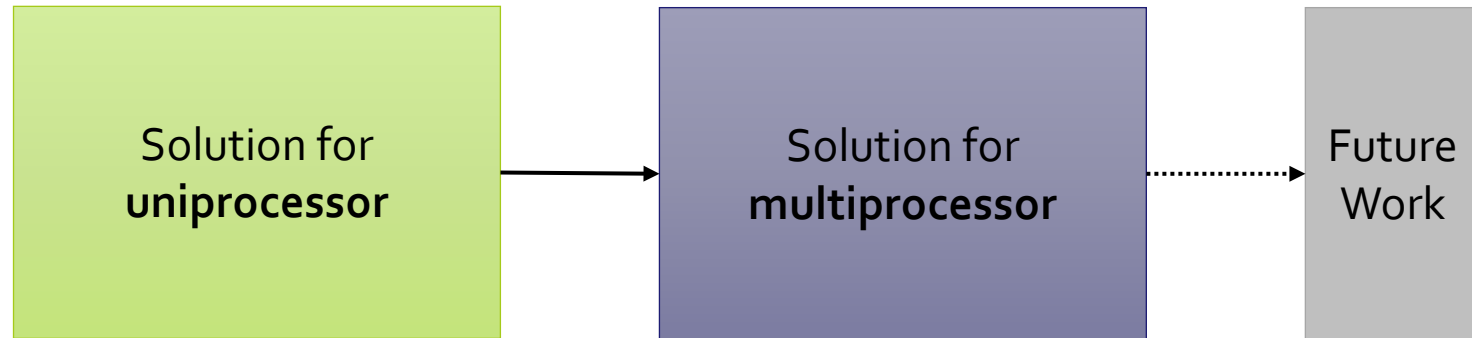 Solution for
uniprocessor
Solution for
multiprocessor
Future
Work